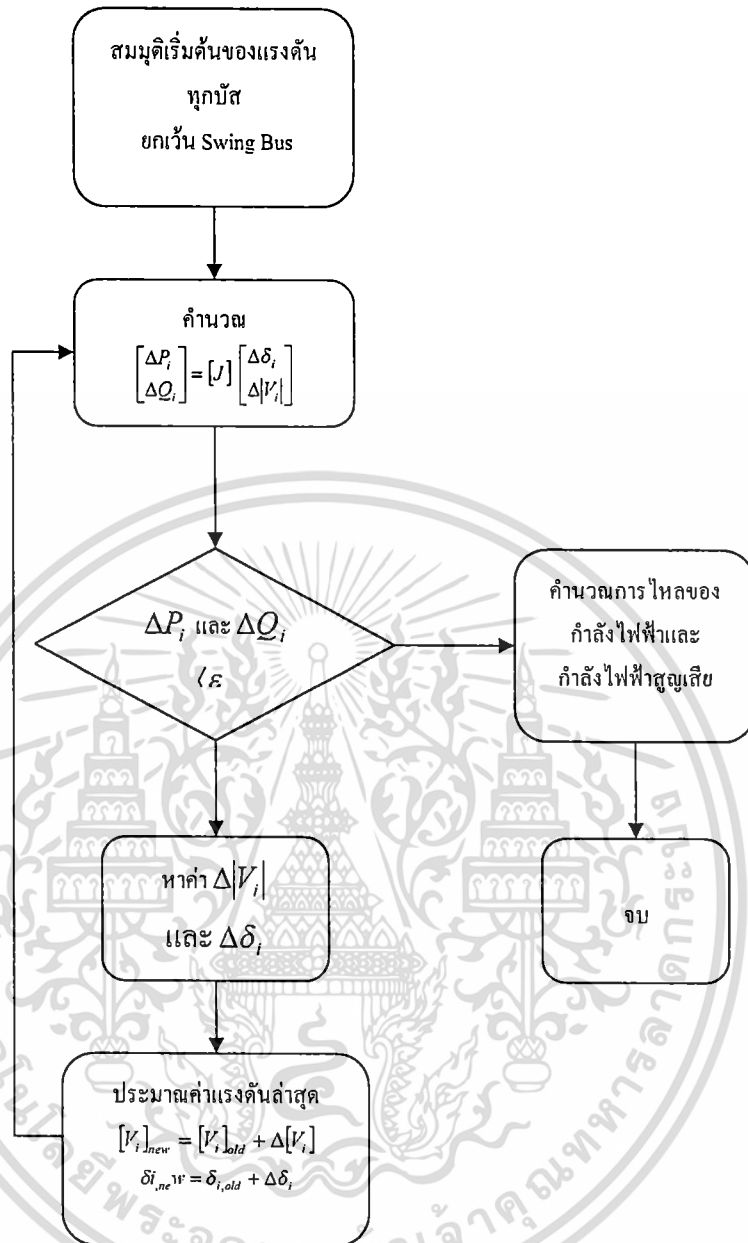 สมมุติเริ่มต้นของแรงดัน
ทุกบัส
ยกเว้น Swing Bus
คำนวณ
[ΔP_i ΔQ_i] = [J] [Δδ_i Δ|V_i|]
ΔP_i และ ΔQ_i
⟨ε
คำนวณการไหลของ
กำลังไฟฟ้าและ
กำลังไฟฟ้าสูญเสีย
หาค่า Δ|V_i|
และ Δδ_i
จบ
ประมาณค่าแรงดันล่าสุด
[V_i]_new = [V_i]_old + Δ[V_i]
δi,_new = δ_i,old + Δδ_i